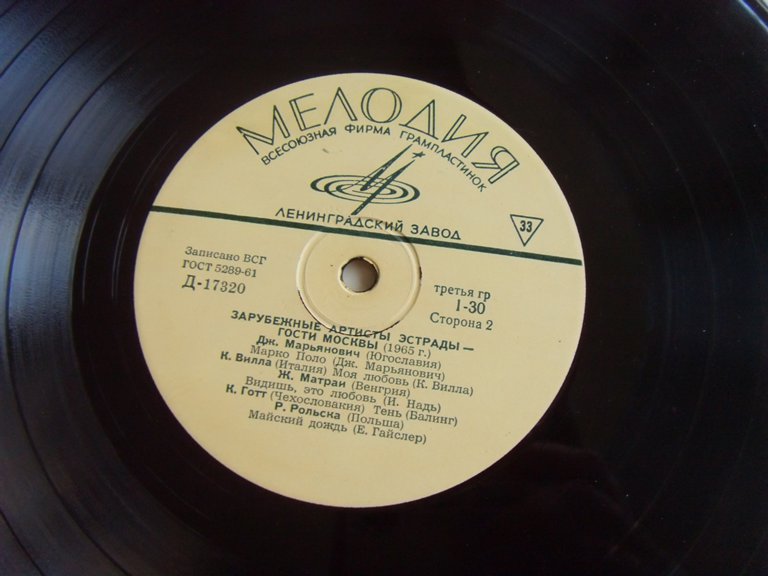 МЕЛОДИЯ
ВСЕСОЮЗНАЯ ФИРМА ГРАМПЛАСТИНОК
ЛЕНИНГРАДСКИЙ ЗАВОД
33
Записано ВСГ
ГОСТ 5289-61
Д-17320
третья гр
1-30
Сторона 2
ЗАРУБЕЖНЫЕ АРТИСТЫ ЭСТРАДЫ —
ГОСТИ МОСКВЫ (1965 г.)
Дж. Марьянович (Югославия)
Марко Поло (Дж. Марьянович)
К. Вилла (Италия) Моя любовь (К. Вилла)
Ж. Матраи (Венгрия)
Видишь, это любовь (И. Надь)
К. Готт (Чехословакия) Тень (Балинг)
Р. Рольска (Польша)
Майский дождь (Е. Гайслер)